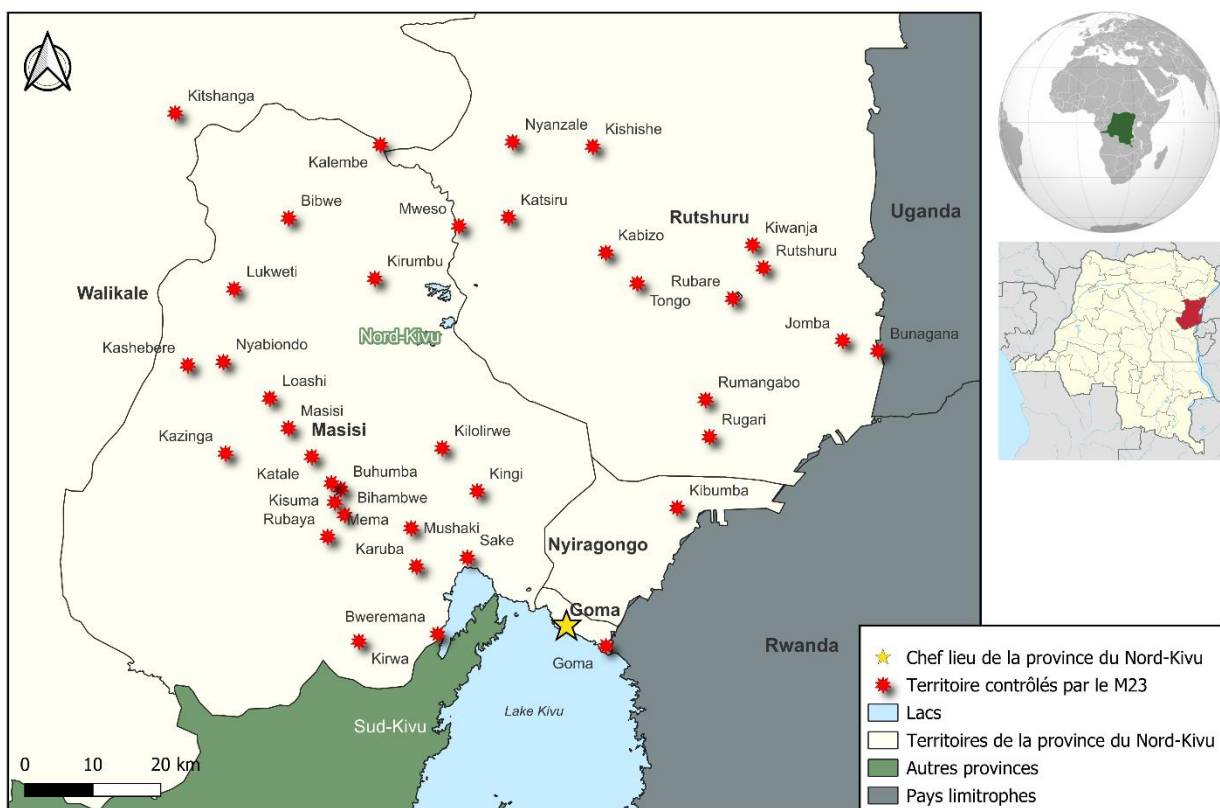 Kitshanga
Nyanzale
Kishishe
Kalembe
Bibwe
Mweso
Katsiru
Uganda
Rutshuru
Kiwanja
Kabizo
Rutshuru
Lukweti
Kirumbu
Walikale
Rubare
Tongo
Nord-Kivu
Jomba
Bunagana
Kashebere
Nyabiondo
Loashi
Rumangabo
Masisi
Masisi
Kazinga
Kilolirwe
Rugari
Katale
Buhumba
Kingi
Kisuma
Bihambwe
Kibumba
Rubaya
Mema
Mushaki
Karuba
Sake
Nyiragongo
Bweremana
Goma
Kirwa
Goma
Rwanda
Lake Kivu
Sud-Kivu
0 10 20 km
Chef lieu de la province du Nord-Kivu
Territoire contrôlés par le M23
Lacs
Territoires de la province du Nord-Kivu
Autres provinces
Pays limitrophes